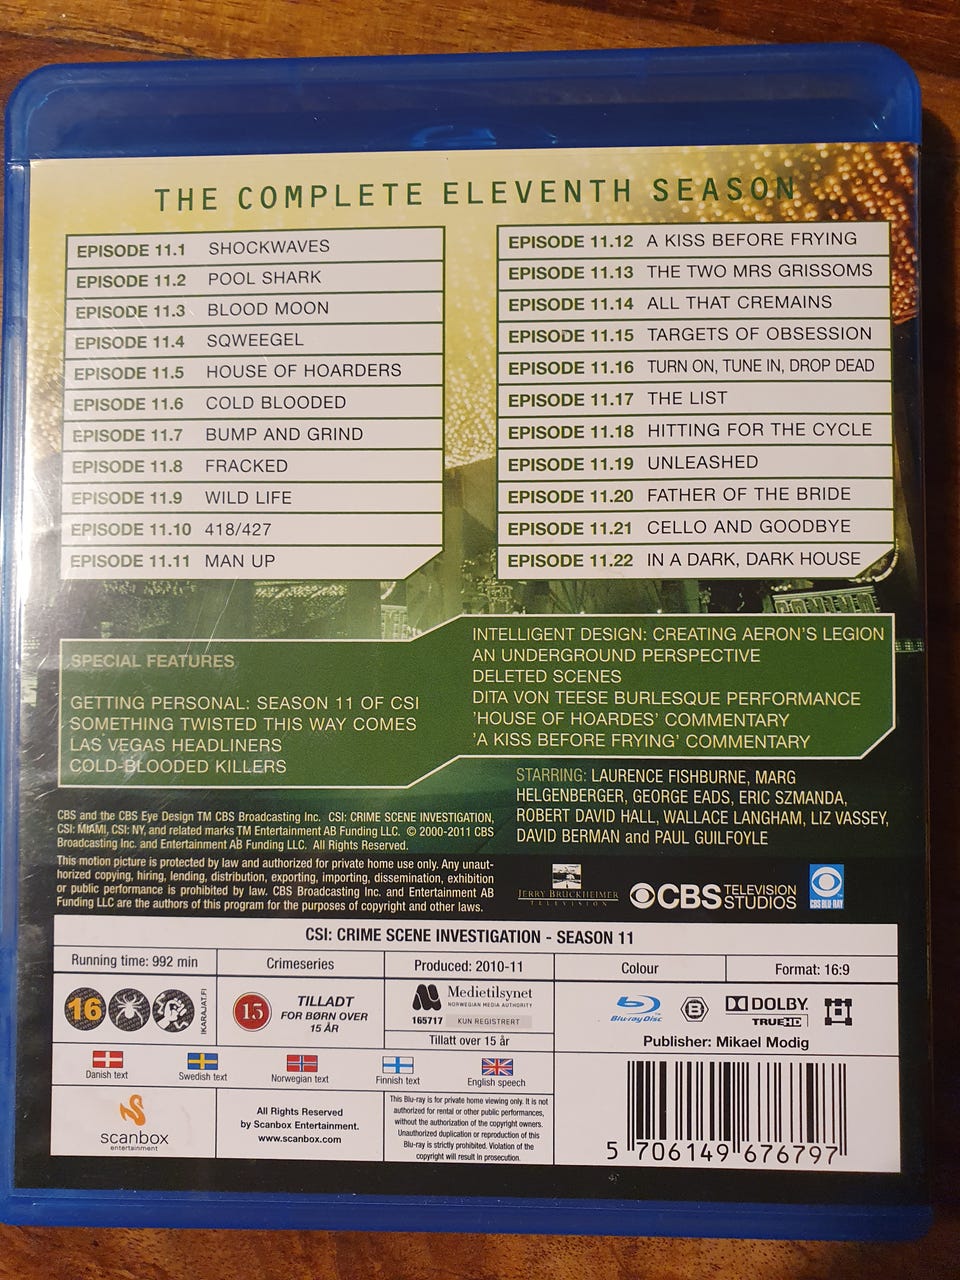 THE COMPLETE ELEVENTH SEASON
EPISODE 11.1 SHOCKWAVES
EPISODE 11.2 POOL SHARK
EPISODE 11.3 BLOOD MOON
EPISODE 11.4 SQWEEGEL
EPISODE 11.5 HOUSE OF HOARDERS
EPISODE 11.6 COLD BLOODED
EPISODE 11.7 BUMP AND GRIND
EPISODE 11.8 FRACKED
EPISODE 11.9 WILD LIFE
EPISODE 11.10 418/427
EPISODE 11.11 MAN UP
EPISODE 11.12 A KISS BEFORE FRYING
EPISODE 11.13 THE TWO MRS GRISSOMS
EPISODE 11.14 ALL THAT CREMAINS
EPISODE 11.15 TARGETS OF OBSESSION
EPISODE 11.16 TURN ON, TUNE IN, DROP DEAD
EPISODE 11.17 THE LIST
EPISODE 11.18 HITTING FOR THE CYCLE
EPISODE 11.19 UNLEASHED
EPISODE 11.20 FATHER OF THE BRIDE
EPISODE 11.21 CELLO AND GOODBYE
EPISODE 11.22 IN A DARK, DARK HOUSE
SPECIAL FEATURES
GETTING PERSONAL: SEASON 11 OF CSI
SOMETHING TWISTED THIS WAY COMES
LAS VEGAS HEADLINERS
COLD-BLOODED KILLERS
INTELLIGENT DESIGN: CREATING AERON'S LEGION
AN UNDERGROUND PERSPECTIVE
DELETED SCENES
DITA VON TEESE BURLESQUE PERFORMANCE
'HOUSE OF HOARDES' COMMENTARY
'A KISS BEFORE FRYING' COMMENTARY
STARRING: LAURENCE FISHBURNE, MARG
HELGENBERGER, GEORGE EADS, ERIC SZMANDA,
ROBERT DAVID HALL, WALLACE LANGHAM, LIZ VASSEY,
DAVID BERMAN and PAUL GUILFOYLE
CBS and the CBS Eye Design TM CBS Broadcasting Inc. CSI: CRIME SCENE INVESTIGATION,
CSI: MIAMI, CSI: NY, and related marks TM Entertainment AB Funding LLC. © 2000-2011 CBS
Broadcasting Inc. and Entertainment AB Funding LLC. All Rights Reserved.
This motion picture is protected by law and authorized for private home use only. Any unaut-
horized copying, hiring, lending, distribution, exporting, importing, dissemination, exhibition
or public performance is prohibited by law. CBS Broadcasting Inc. and Entertainment AB
Funding LLC are the authors of this program for the purposes of copyright and other laws.
JERRY BRUCKHEIMER
TELEVISION
CBS TELEVISION
STUDIOS
CBS BLU-RAY
CSI: CRIME SCENE INVESTIGATION - SEASON 11
Running time: 992 min
Crimeseries
Produced: 2010-11
Colour
Format: 16:9
16
IKARAJAT.FI
15
TILLADT
FOR BØRN OVER
15 ÅR
Medietilsynet
NORWEGIAN MEDIA AUTHORITY
165717 KUN REGISTRERT
Tillatt over 15 år
Blu-ray Disc
B
DOLBY
TRUEHD
Publisher: Mikael Modig
Danish text
Swedish text
Norwegian text
Finnish text
English speech
scanbox
entertainment
All Rights Reserved
by Scanbox Entertainment.
www.scanbox.com
This Blu-ray is for private home viewing only. It is not
authorized for rental or other public performances,
without the authorization of the copyright owners.
Unauthorized duplication or reproduction of this
Blu-ray is strictly prohibited. Violation of the
copyright will result in prosecution.
5 706149 676797